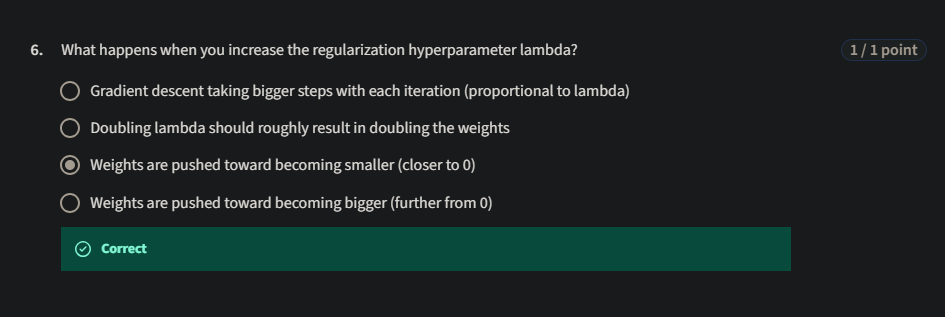 6. What happens when you increase the regularization hyperparameter lambda?
1 / 1 point
Gradient descent taking bigger steps with each iteration (proportional to lambda)
Doubling lambda should roughly result in doubling the weights
Weights are pushed toward becoming smaller (closer to 0)
Weights are pushed toward becoming bigger (further from 0)
Correct